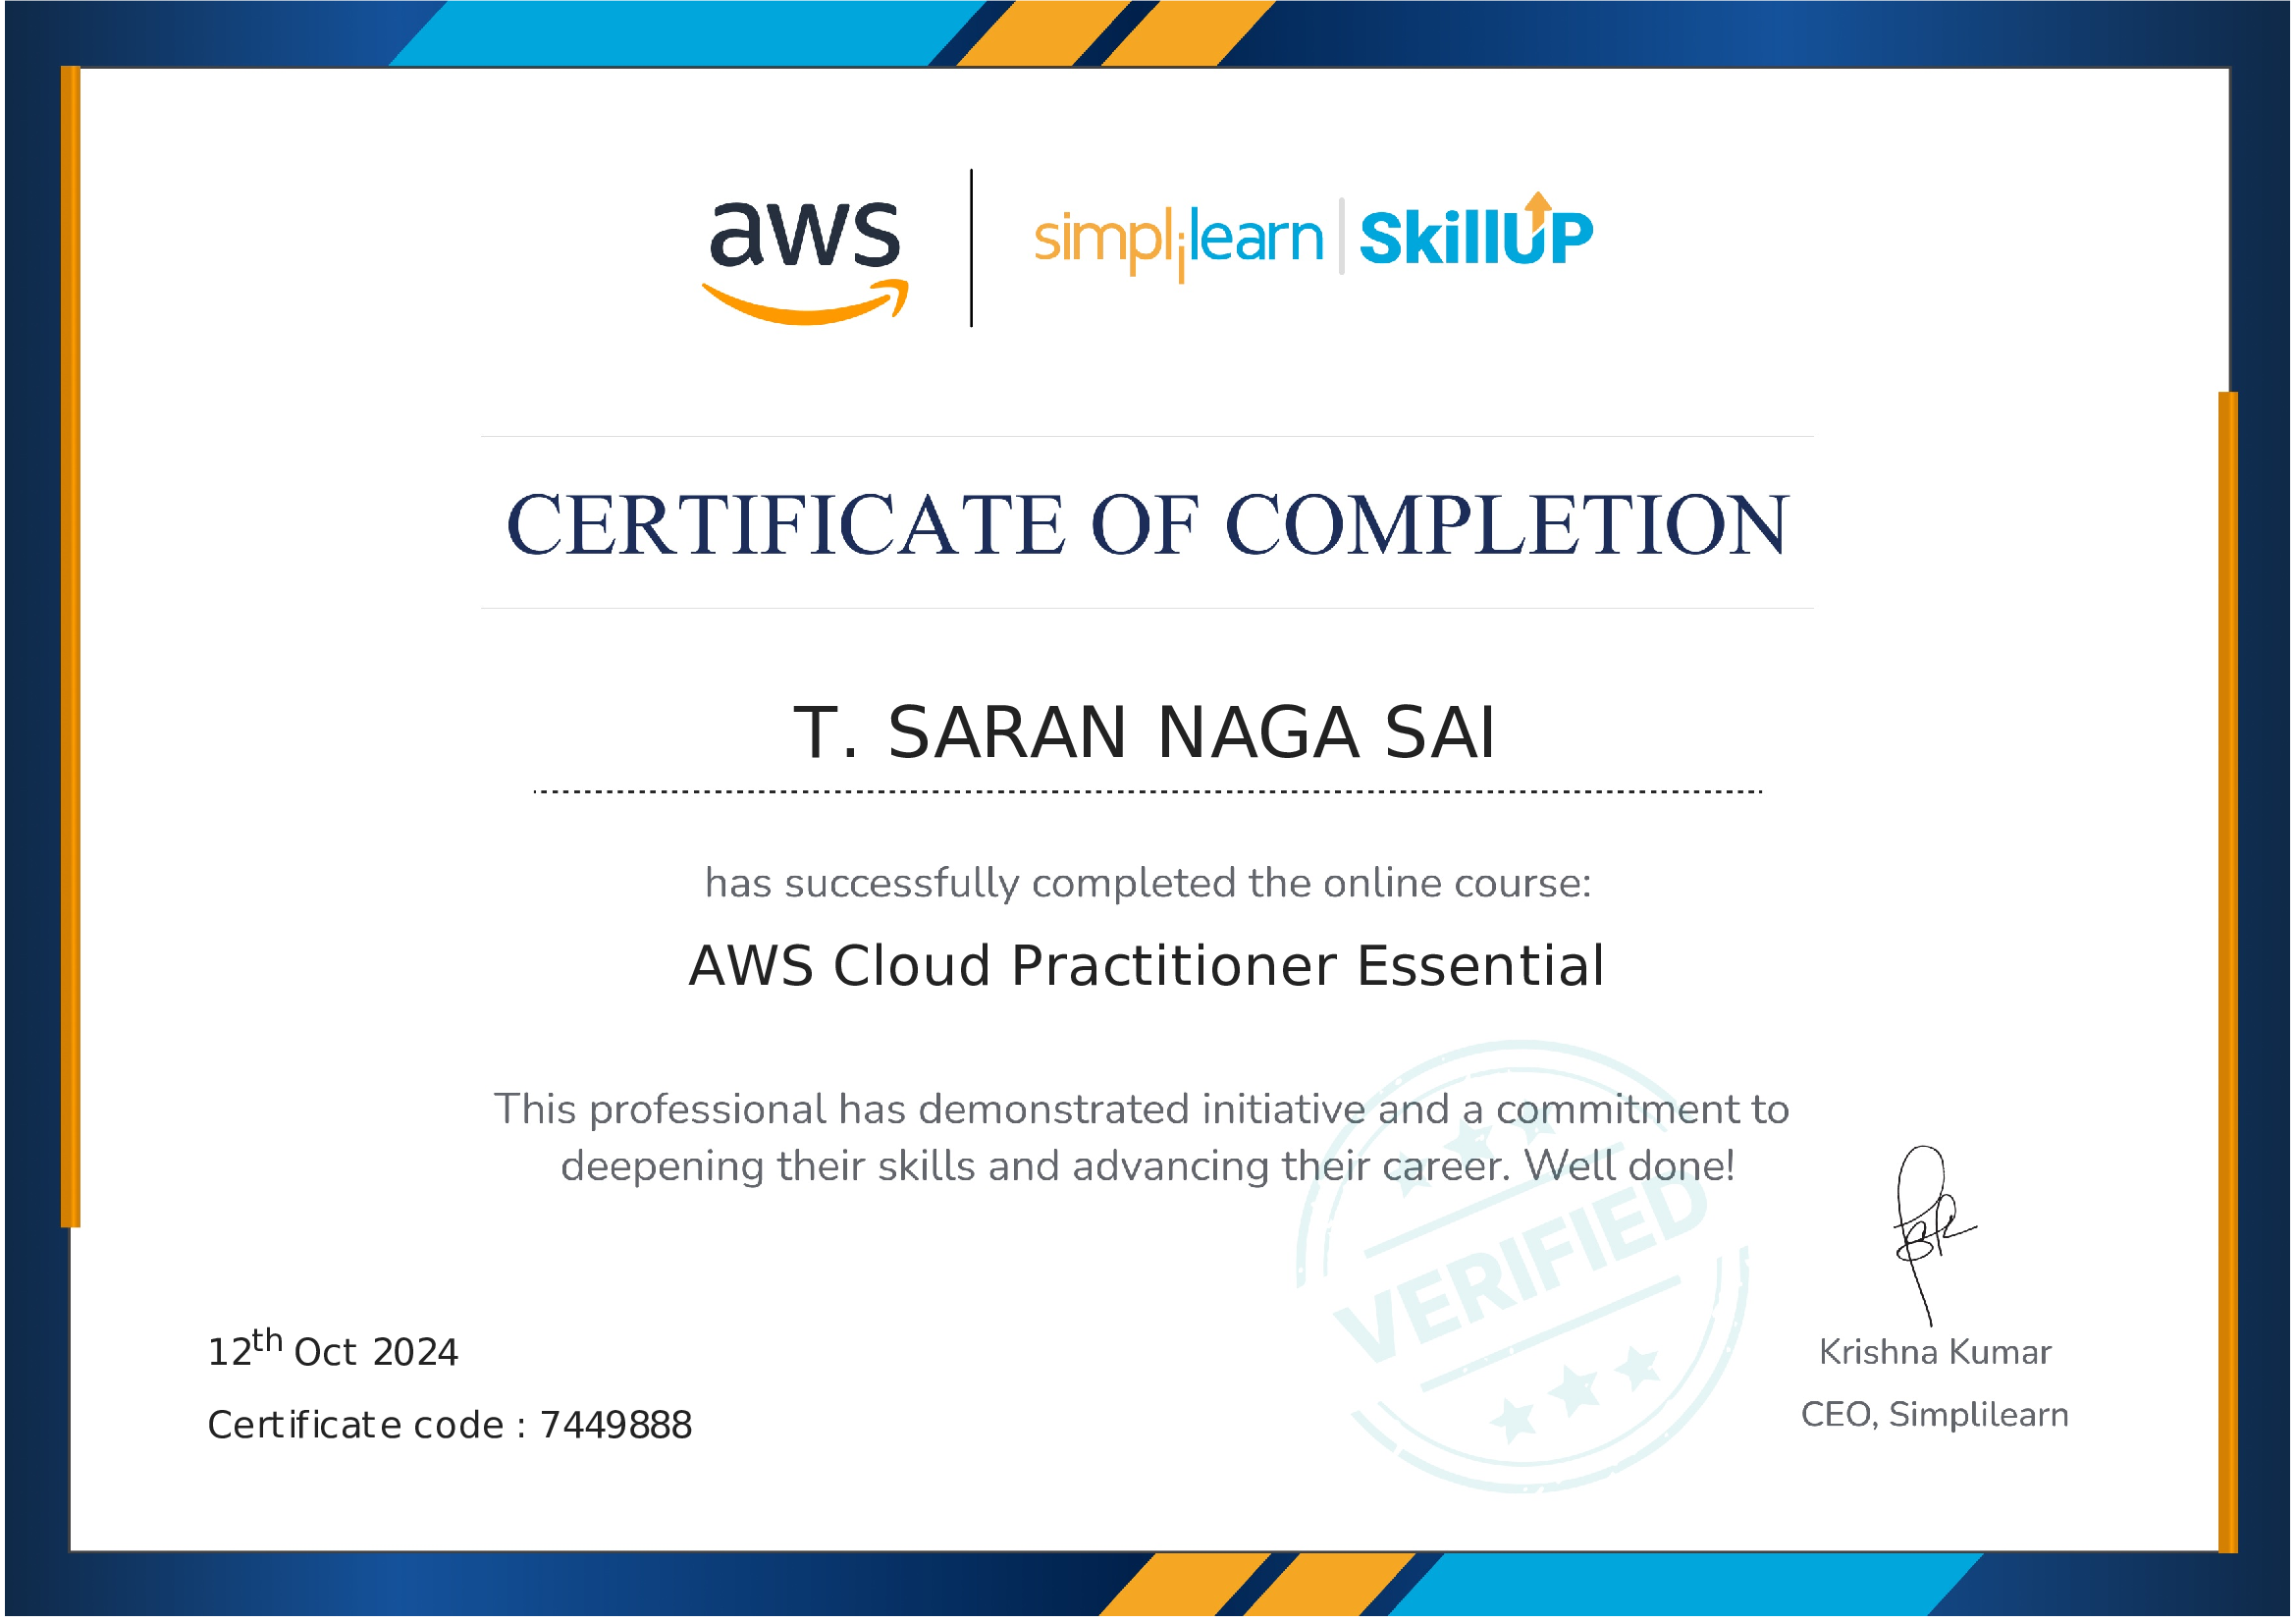 aws
simplilearn | SkillUP
CERTIFICATE OF COMPLETION
T. SARAN NAGA SAI
has successfully completed the online course:
AWS Cloud Practitioner Essential
This professional has demonstrated initiative and a commitment to
deepening their skills and advancing their career. Well done!
VERIFIED
12th Oct 2024
Certificate code : 7449888
Krishna Kumar
CEO, Simplilearn